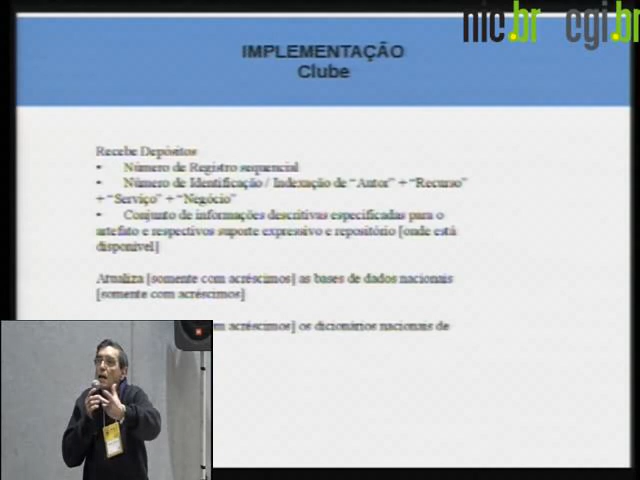 nic.br cgi.br
IMPLEMENTAÇÃO
Clube
Recebe Depósitos
• Número de Registro sequencial
• Número de Identificação / Indexação de “Autor” + “Recurso”
+ “Serviço” + “Negócio”
• Conjunto de informações descritivas especificadas para o
artefato e respectivos suporte expressivo e repositório [onde está
disponível]
Atualiza [somente com acréscimos] as bases de dados nacionais
[somente com acréscimos]
acréscimos] os dicionários nacionais de